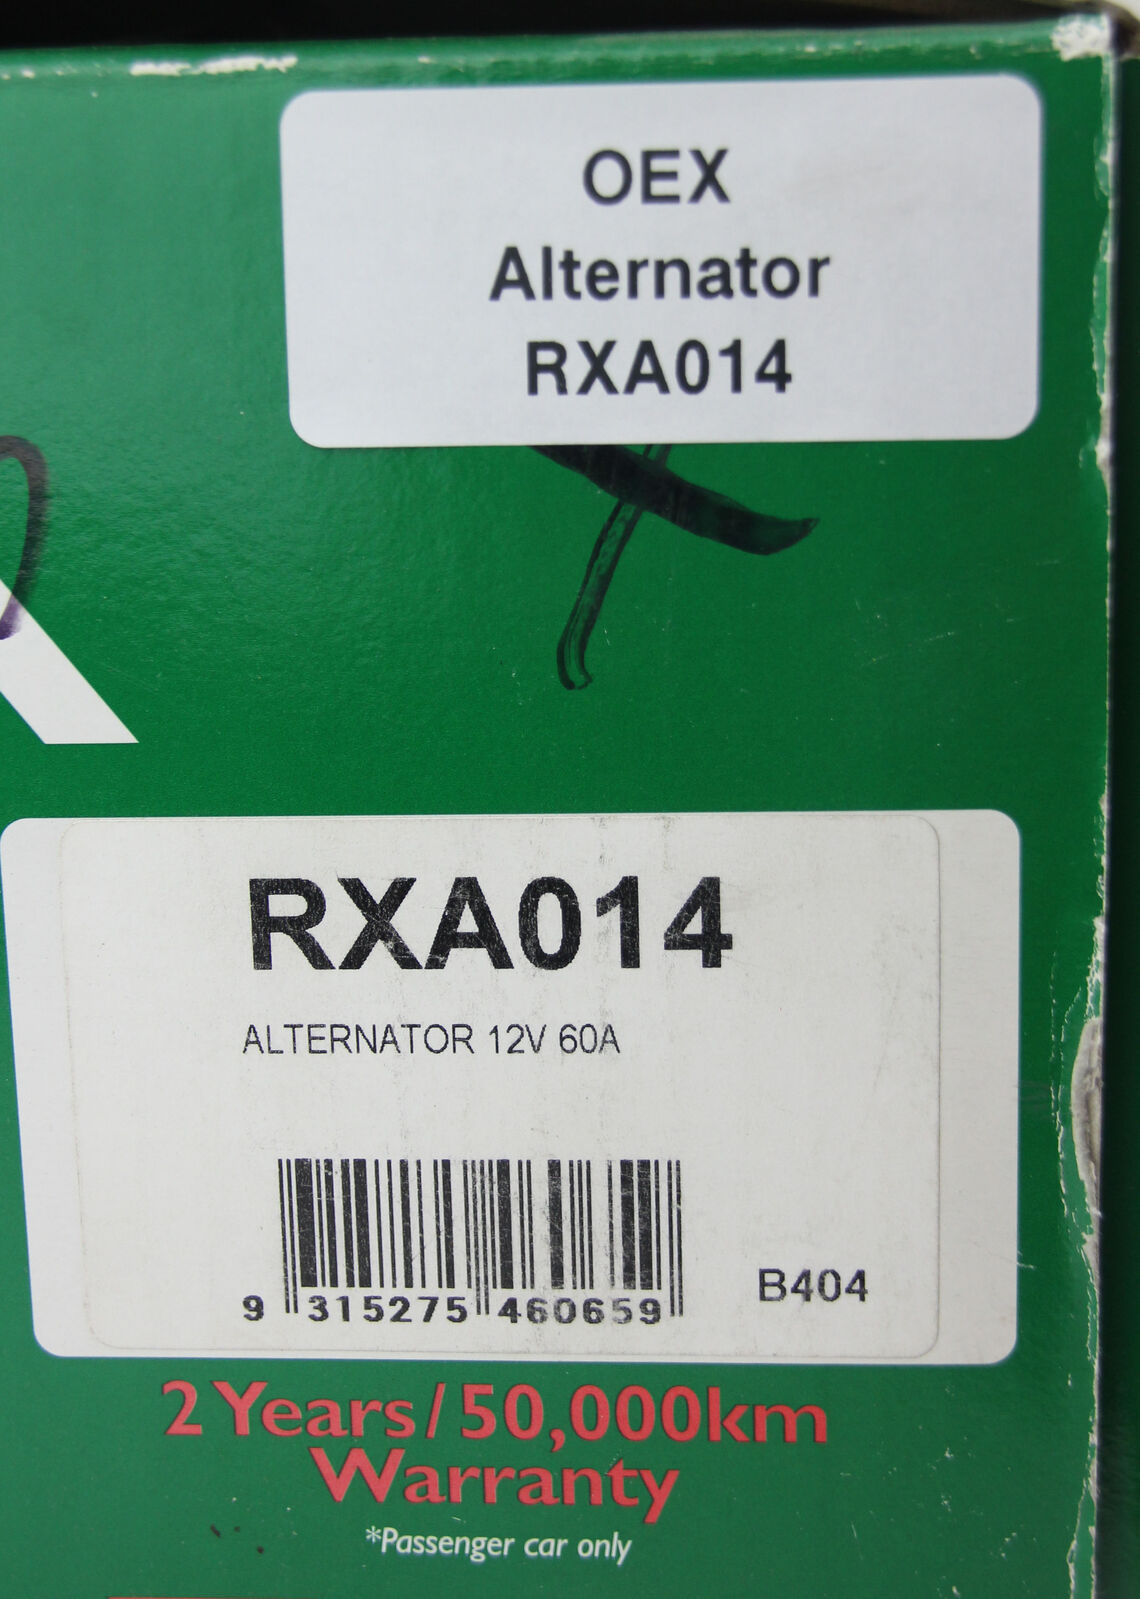 OEX
Alternator
RXA014
RXA014
ALTERNATOR 12V 60A
9 315275 460659
B404
2 Years / 50,000km
Warranty
*Passenger car only